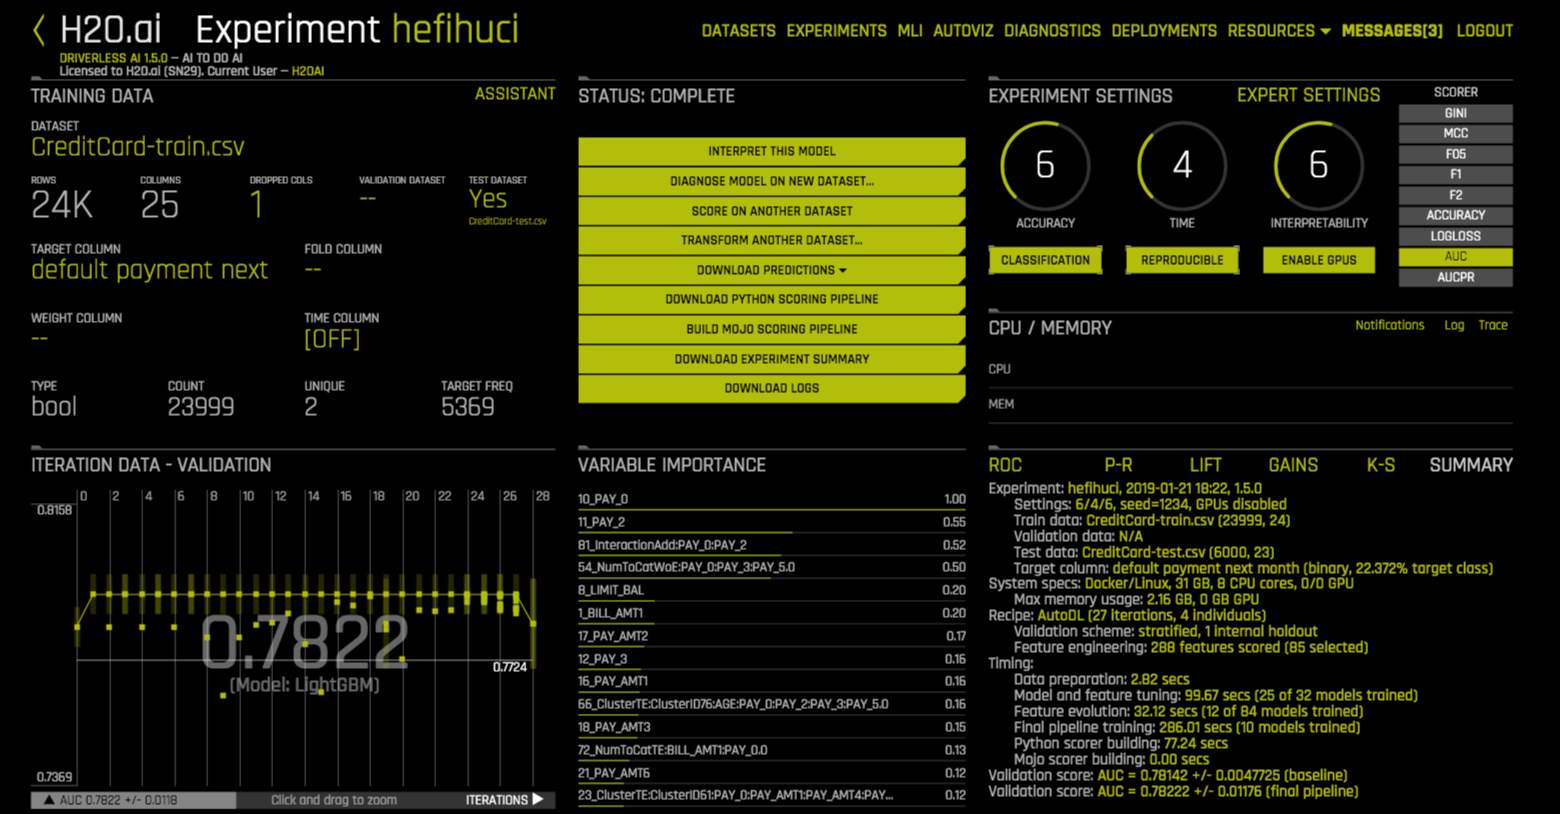 H2O.ai Experiment hefihuci
DRIVERLESS AI 1.5.0 – AI TO DO AI
Licensed to H2O.ai (SN29). Current User – H2OAI
DATASETS EXPERIMENTS MLI AUTOVIZ DIAGNOSTICS DEPLOYMENTS RESOURCES MESSAGES[3] LOGOUT
TRAINING DATA ASSISTANT
DATASET
CreditCard-train.csv
ROWS COLUMNS DROPPED COLS VALIDATION DATASET TEST DATASET
24K 25 1 -- Yes
CreditCard-test.csv
TARGET COLUMN FOLD COLUMN
default payment next --
WEIGHT COLUMN TIME COLUMN
-- [OFF]
TYPE COUNT UNIQUE TARGET FREQ
bool 23999 2 5369
STATUS: COMPLETE
INTERPRET THIS MODEL
DIAGNOSE MODEL ON NEW DATASET...
SCORE ON ANOTHER DATASET
TRANSFORM ANOTHER DATASET...
DOWNLOAD PREDICTIONS
DOWNLOAD PYTHON SCORING PIPELINE
BUILD MOJO SCORING PIPELINE
DOWNLOAD EXPERIMENT SUMMARY
DOWNLOAD LOGS
EXPERIMENT SETTINGS EXPERT SETTINGS
6 4 6
ACCURACY TIME INTERPRETABILITY
CLASSIFICATION REPRODUCIBLE ENABLE GPUS
SCORER
GINI
MCC
F05
F1
F2
ACCURACY
LOGLOSS
AUC
AUCPR
CPU / MEMORY Notifications Log Trace
CPU
MEM
ITERATION DATA - VALIDATION
0 2 4 6 8 10 12 14 16 18 20 22 24 26 28
0.8158
0.7822
(Model: LightGBM)
0.7724
0.7369
▲ AUC 0.7822 +/- 0.0118 Click and drag to zoom ITERATIONS ▶
VARIABLE IMPORTANCE
10_PAY_0 1.00
11_PAY_2 0.55
81_InteractionAdd:PAY_0:PAY_2 0.52
54_NumToCatWoE:PAY_0:PAY_3:PAY_5.0 0.50
8_LIMIT_BAL 0.20
1_BILL_AMT1 0.20
17_PAY_AMT2 0.17
12_PAY_3 0.16
16_PAY_AMT1 0.16
66_ClusterTE:ClusterID76:AGE:PAY_0:PAY_2:PAY_3:PAY_5.0 0.16
18_PAY_AMT3 0.15
72_NumToCatTE:BILL_AMT1:PAY_0.0 0.13
21_PAY_AMT6 0.12
23_ClusterTE:ClusterID61:PAY_0:PAY_AMT1:PAY_AMT4:PAY... 0.12
ROC P-R LIFT GAINS K-S SUMMARY
Experiment: hefihuci, 2019-01-21 18:22, 1.5.0
Settings: 6/4/6, seed=1234, GPUs disabled
Train data: CreditCard-train.csv (23999, 24)
Validation data: N/A
Test data: CreditCard-test.csv (6000, 23)
Target column: default payment next month (binary, 22.372% target class)
System specs: Docker/Linux, 31 GB, 8 CPU cores, 0/0 GPU
Max memory usage: 2.16 GB, 0 GB GPU
Recipe: AutoDL (27 iterations, 4 individuals)
Validation scheme: stratified, 1 internal holdout
Feature engineering: 288 features scored (85 selected)
Timing:
Data preparation: 2.82 secs
Model and feature tuning: 99.67 secs (25 of 32 models trained)
Feature evolution: 32.12 secs (12 of 84 models trained)
Final pipeline training: 286.01 secs (10 models trained)
Python scorer building: 77.24 secs
Mojo scorer building: 0.00 secs
Validation score: AUC = 0.78142 +/- 0.0047725 (baseline)
Validation score: AUC = 0.78222 +/- 0.01176 (final pipeline)